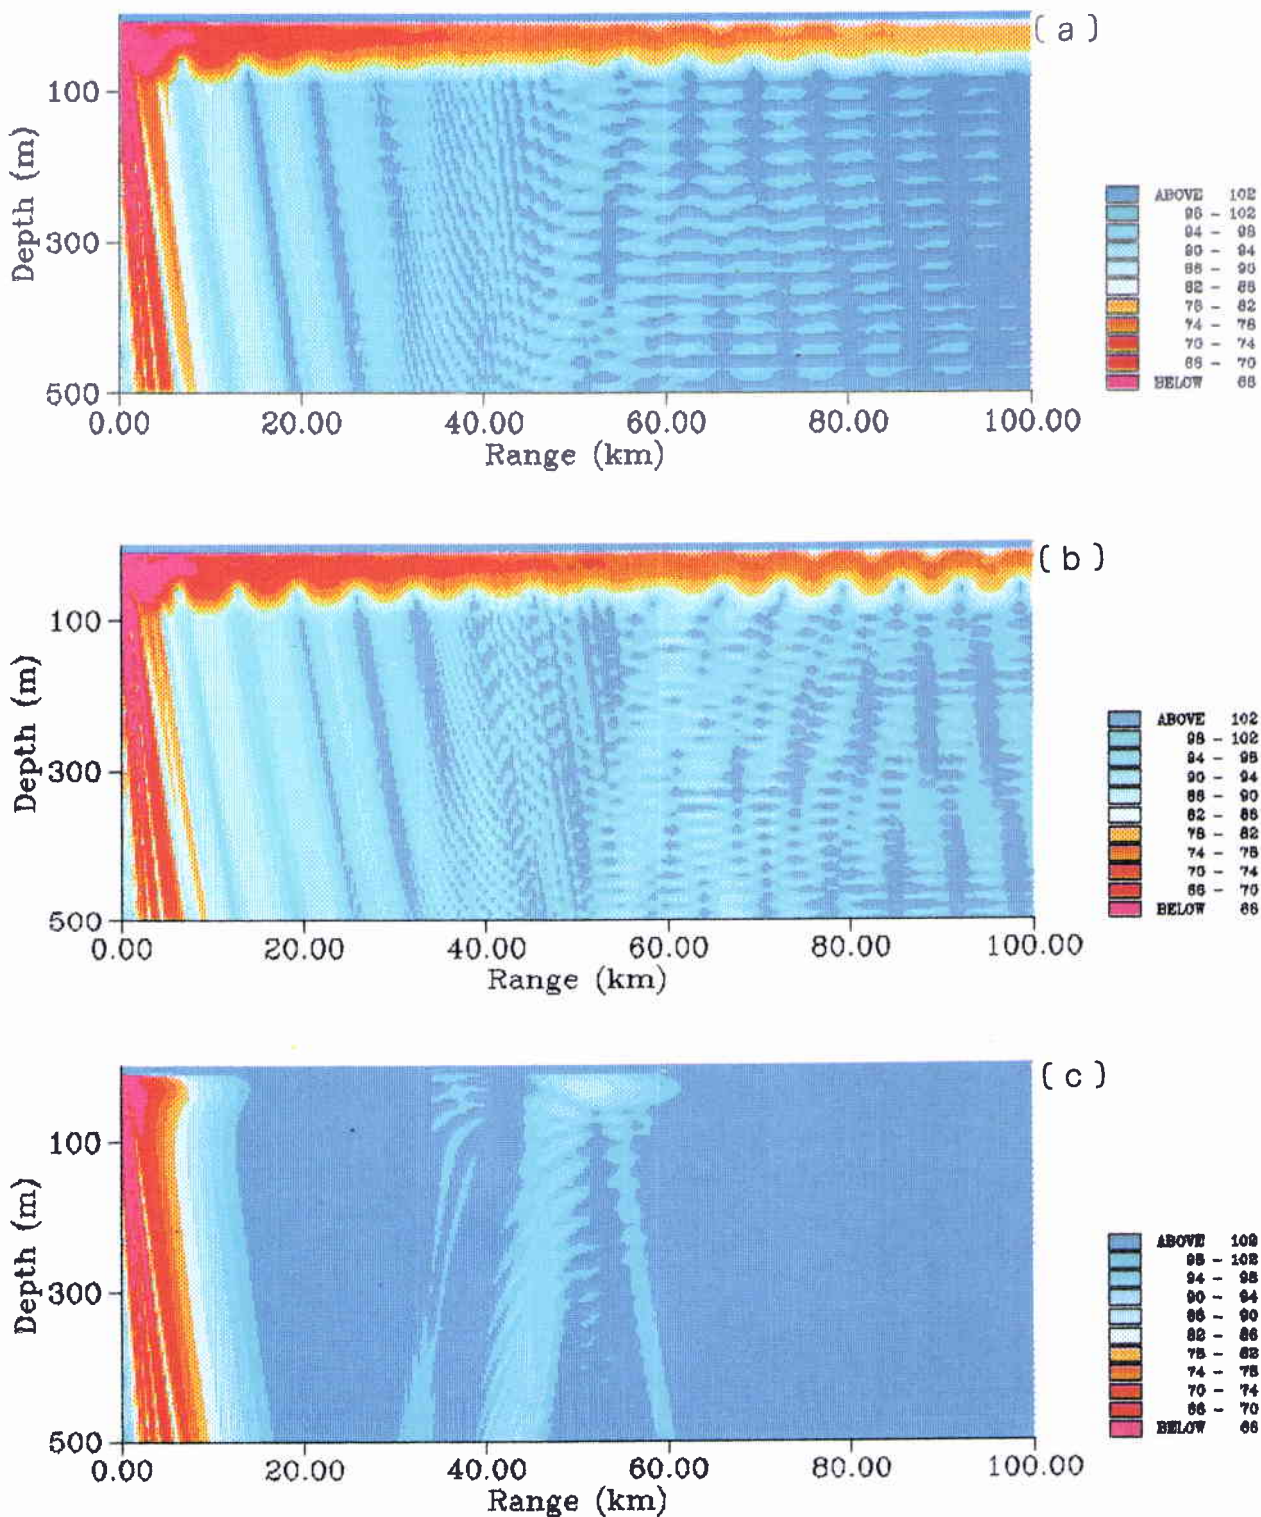 ( a )
100
300
500
Depth (m)
0.00 20.00 40.00 60.00 80.00 100.00
Range (km)
ABOVE 102
98 - 102
94 - 98
90 - 94
86 - 90
82 - 86
78 - 82
74 - 78
70 - 74
66 - 70
BELOW 66
( b )
100
300
500
Depth (m)
0.00 20.00 40.00 60.00 80.00 100.00
Range (km)
ABOVE 102
98 - 102
94 - 98
90 - 94
86 - 90
82 - 86
78 - 82
74 - 78
70 - 74
66 - 70
BELOW 66
( c )
100
300
500
Depth (m)
0.00 20.00 40.00 60.00 80.00 100.00
Range (km)
ABOVE 102
98 - 102
94 - 98
90 - 94
86 - 90
82 - 86
78 - 82
74 - 78
70 - 74
66 - 70
BELOW 66